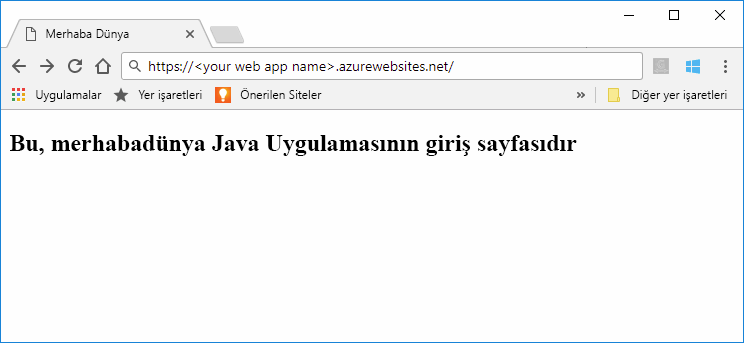 Merhaba Dünya
https://<your web app name>.azurewebsites.net/
Uygulamalar Yer işaretleri Önerilen Siteler » Diğer yer işaretleri
Bu, merhabadünya Java Uygulamasının giriş sayfasıdır